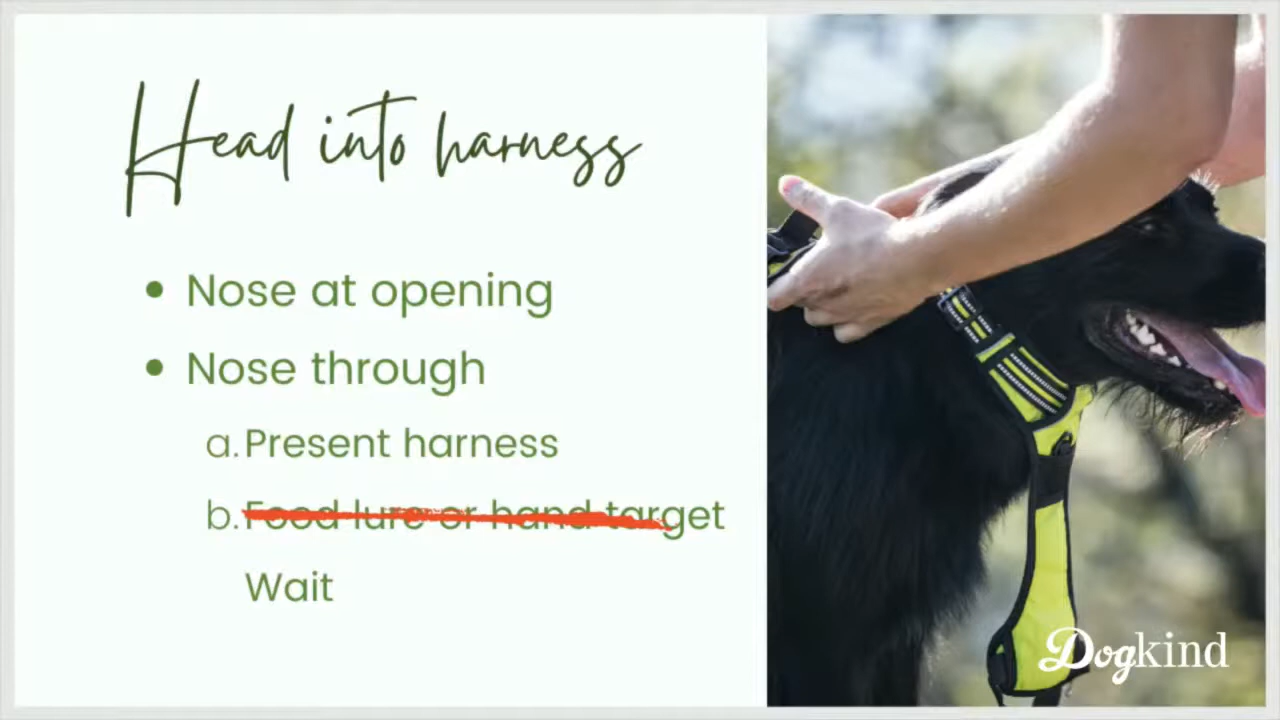 Head into harness
• Nose at opening
• Nose through
a. Present harness
b. Food lure or hand target
Wait
Dogkind